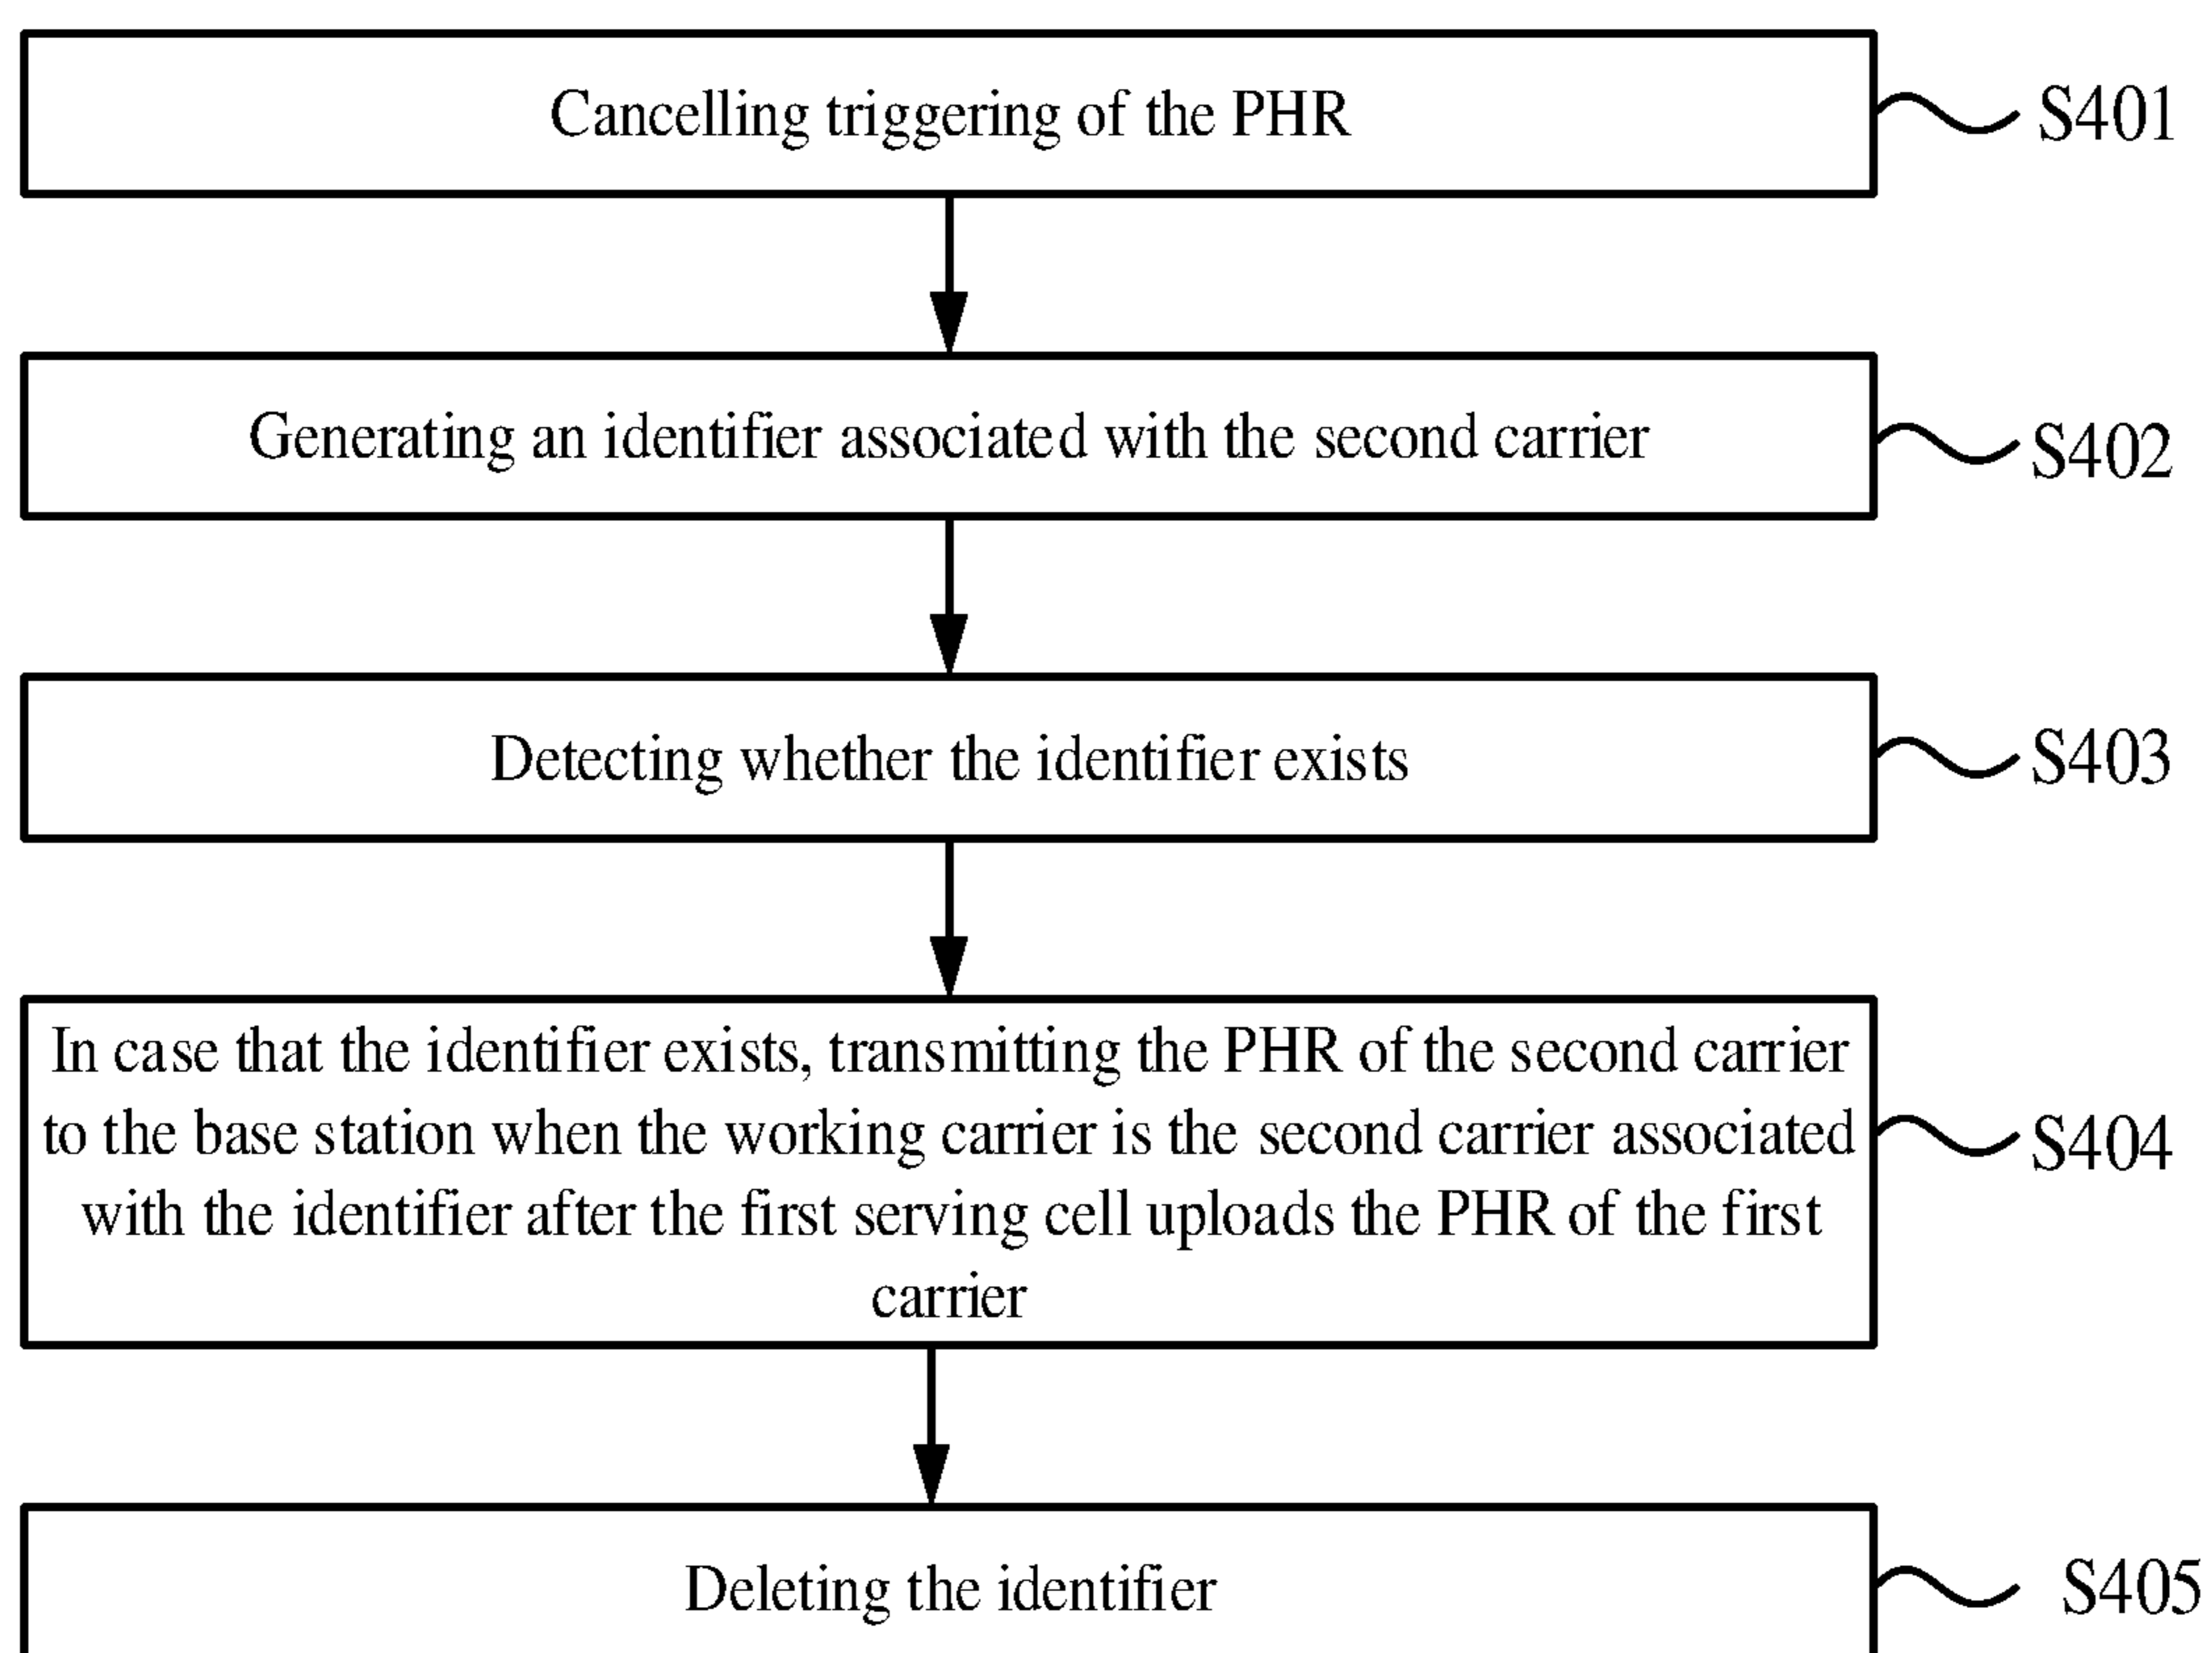 Cancelling triggering of the PHR
S401
Generating an identifier associated with the second carrier
S402
Detecting whether the identifier exists
S403
In case that the identifier exists, transmitting the PHR of the second carrier
to the base station when the working carrier is the second carrier associated
with the identifier after the first serving cell uploads the PHR of the first
carrier
S404
Deleting the identifier
S405